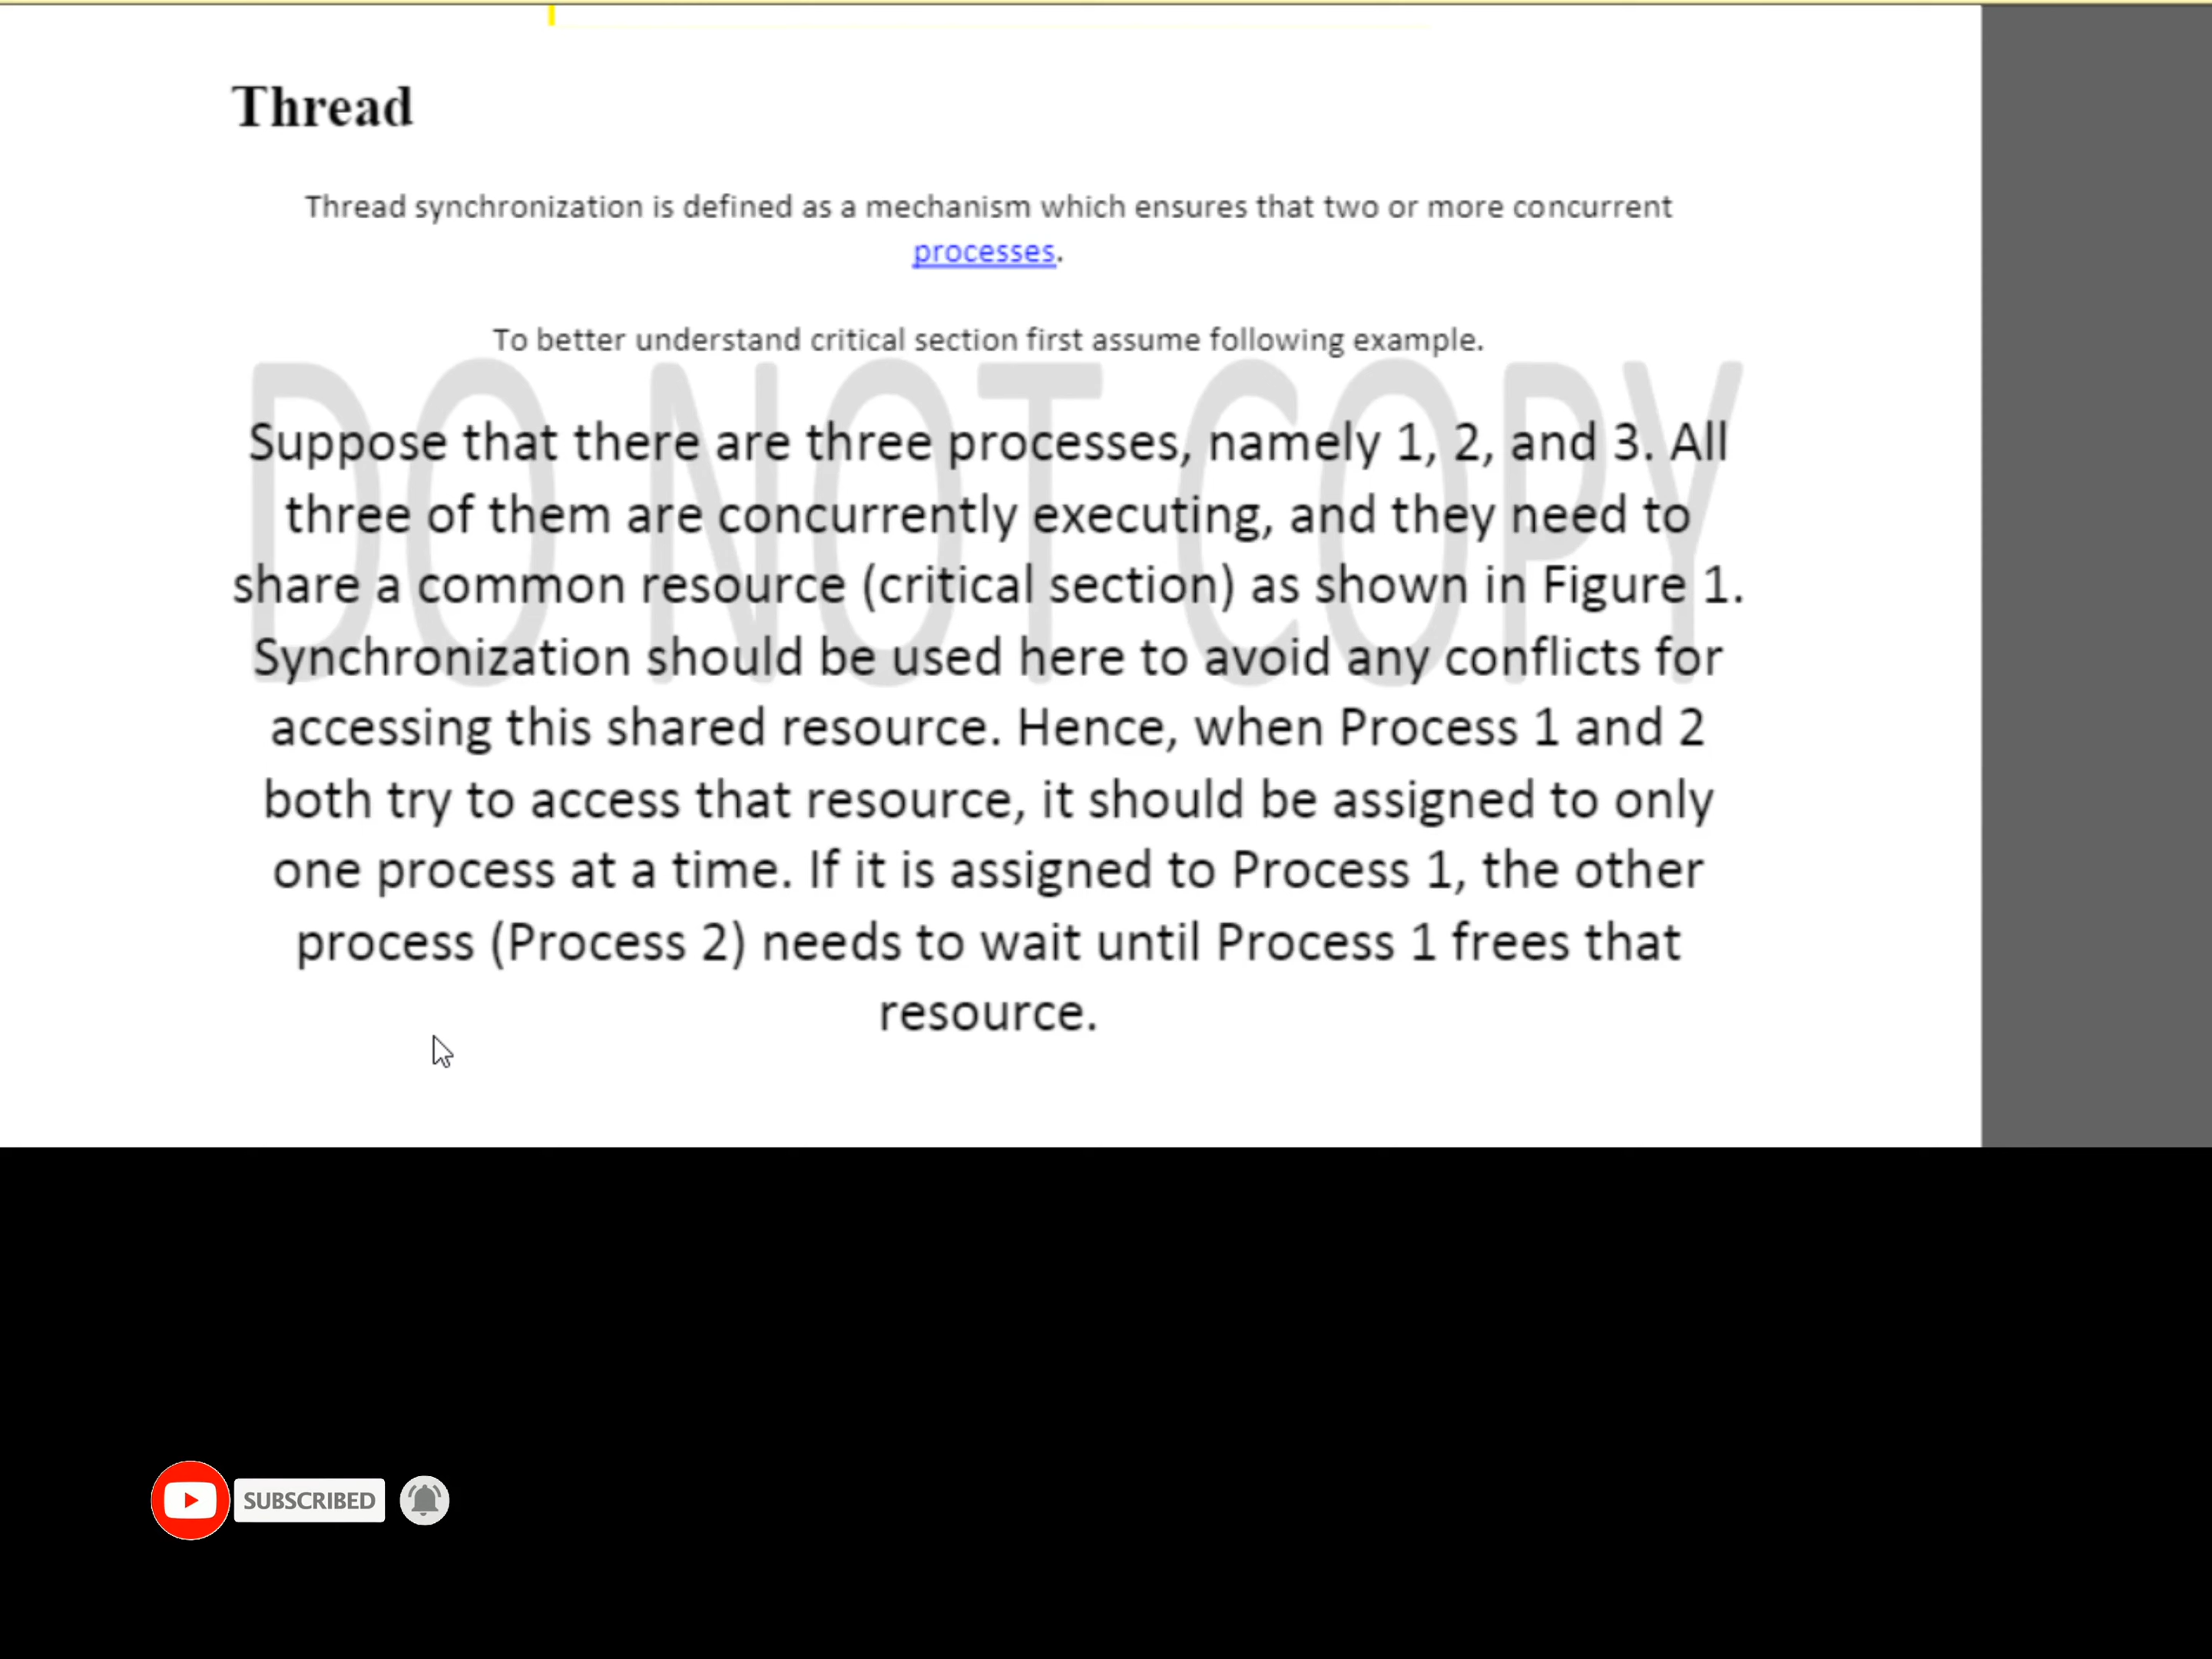 Thread
Thread synchronization is defined as a mechanism which ensures that two or more concurrent
processes.
To better understand critical section first assume following example.
DO NOT COPY
Suppose that there are three processes, namely 1, 2, and 3. All
three of them are concurrently executing, and they need to
share a common resource (critical section) as shown in Figure 1.
Synchronization should be used here to avoid any conflicts for
accessing this shared resource. Hence, when Process 1 and 2
both try to access that resource, it should be assigned to only
one process at a time. If it is assigned to Process 1, the other
process (Process 2) needs to wait until Process 1 frees that
resource.
SUBSCRIBED